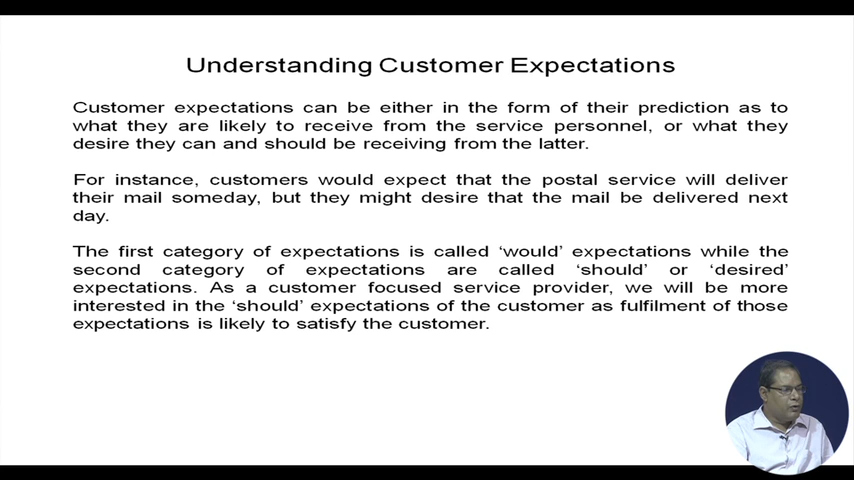 Understanding Customer Expectations
Customer expectations can be either in the form of their prediction as to
what they are likely to receive from the service personnel, or what they
desire they can and should be receiving from the latter.
For instance, customers would expect that the postal service will deliver
their mail someday, but they might desire that the mail be delivered next
day.
The first category of expectations is called ‘would’ expectations while the
second category of expectations are called ‘should’ or ‘desired’
expectations. As a customer focused service provider, we will be more
interested in the ‘should’ expectations of the customer as fulfilment of those
expectations is likely to satisfy the customer.